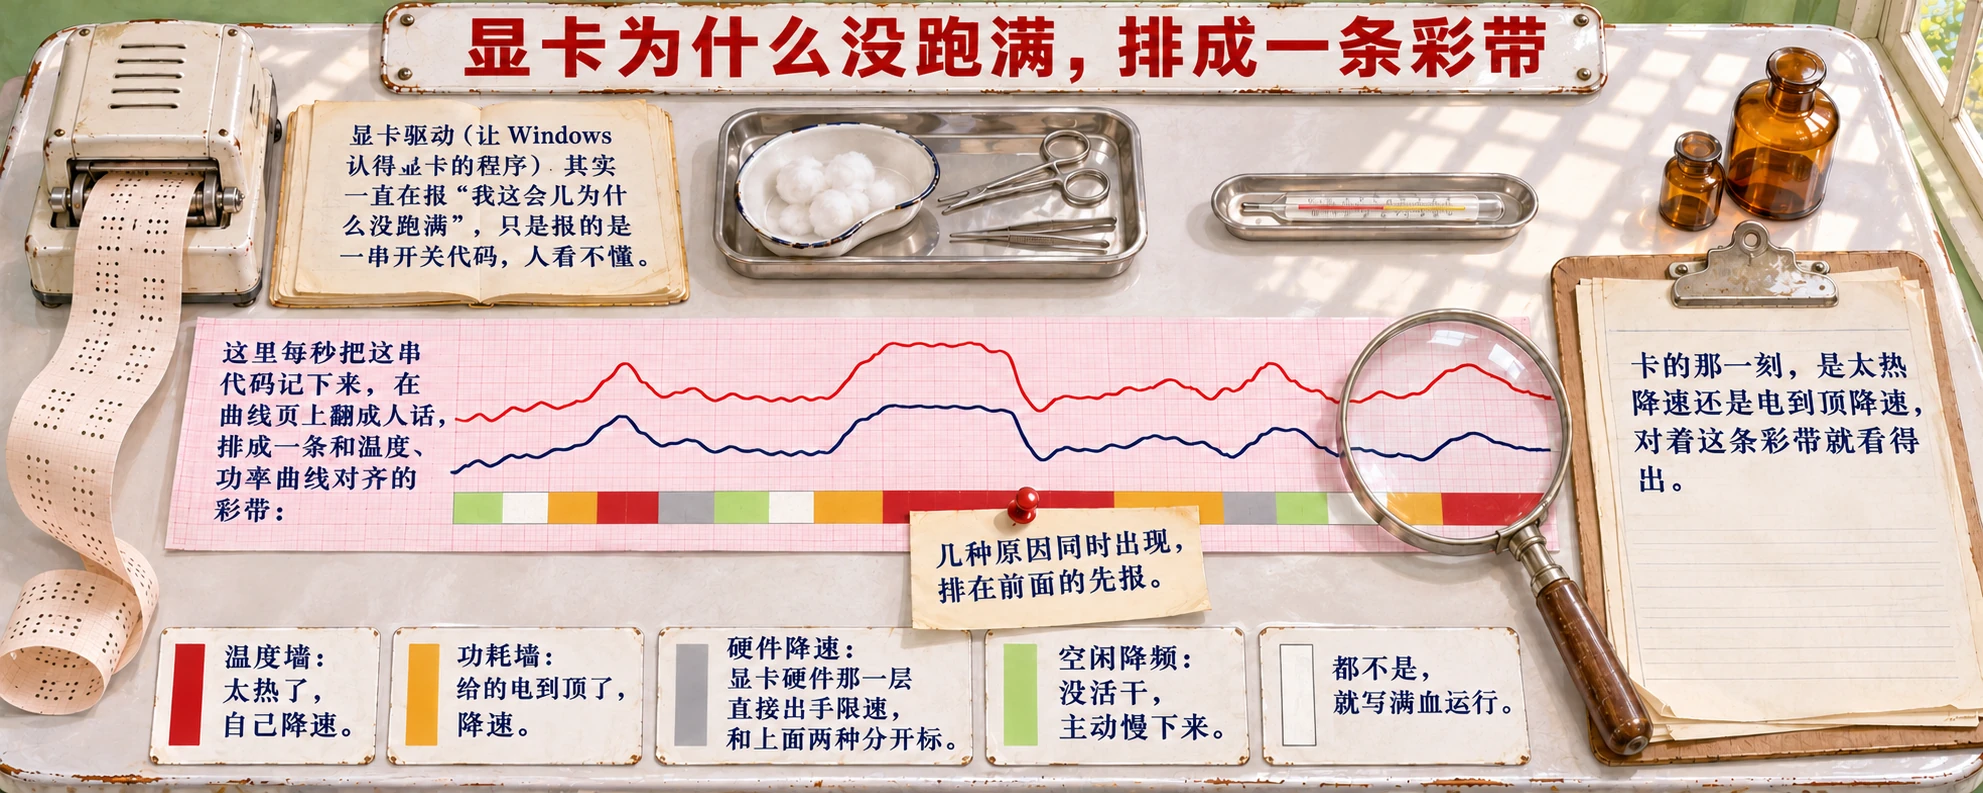 显卡为什么没跑满，排成一条彩带
显卡驱动（让 Windows
认得显卡的程序）其实
一直在报“我这会儿为什
么没跑满”，只是报的是
一串开关代码，人看不懂。
这里每秒把这串
代码记下来，在
曲线页上翻成人话，
排成一条和温度、
功率曲线对齐的
彩带：
几种原因同时出现，
排在前面的先报。
卡的那一刻，是太热
降速还是电到顶降速，
对着这条彩带就看得
出。
温度墙：
太热了，
自己降速。
功耗墙：
给的电到顶了，
降速。
硬件降速：
显卡硬件那一层
直接出手限速，
和上面两种分开标。
空闲降频：
没活干，
主动慢下来。
都不是，
就写满血运行。